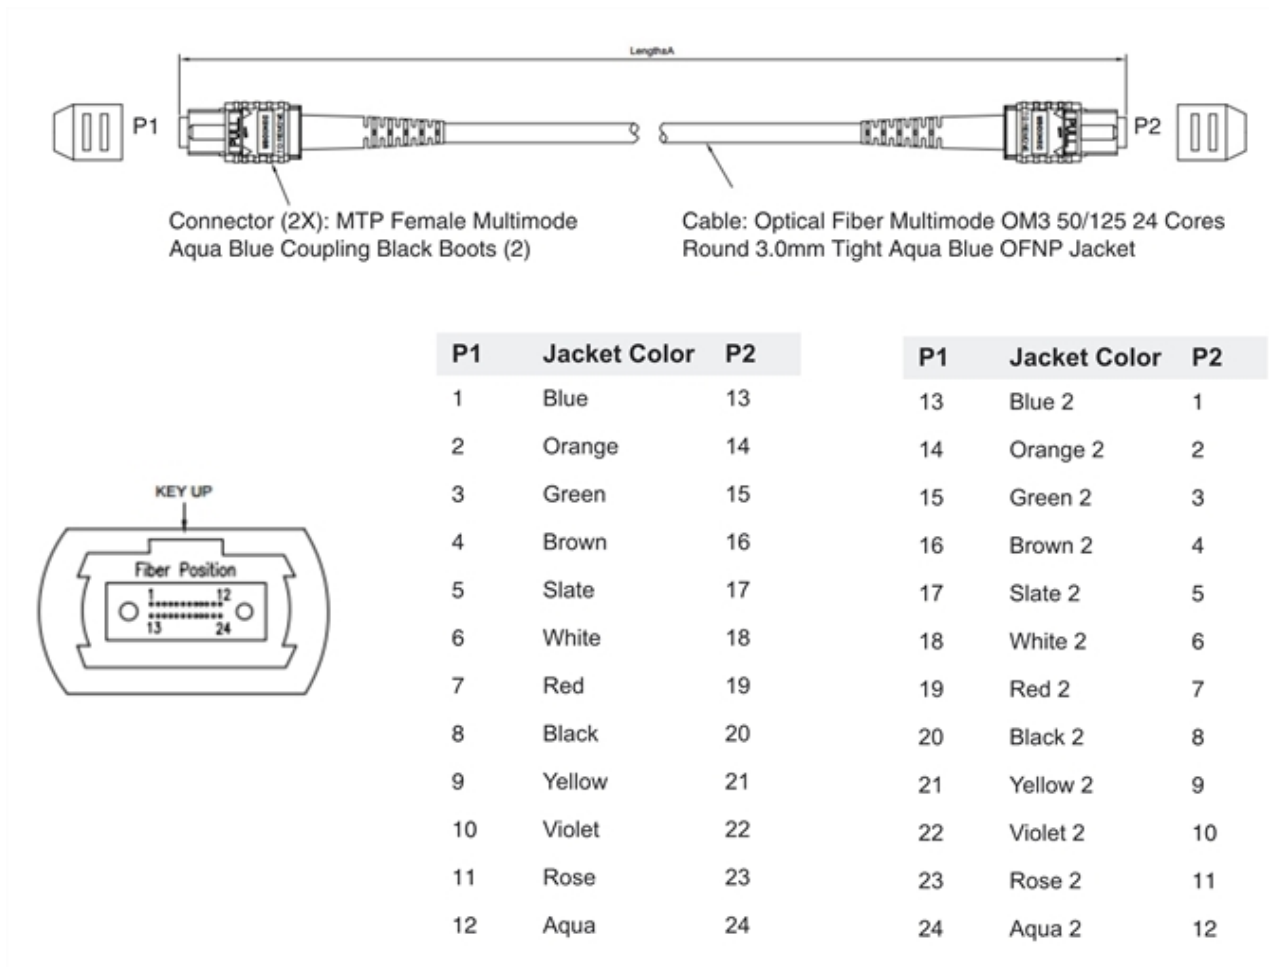 Length±A
P1
PULL
PULL
P2
Connector (2X): MTP Female Multimode
Aqua Blue Coupling Black Boots (2)
Cable: Optical Fiber Multimode OM3 50/125 24 Cores
Round 3.0mm Tight Aqua Blue OFNP Jacket
P1 Jacket Color P2
1 Blue 13
2 Orange 14
3 Green 15
4 Brown 16
5 Slate 17
6 White 18
7 Red 19
8 Black 20
9 Yellow 21
10 Violet 22
11 Rose 23
12 Aqua 24
P1 Jacket Color P2
13 Blue 2 1
14 Orange 2 2
15 Green 2 3
16 Brown 2 4
17 Slate 2 5
18 White 2 6
19 Red 2 7
20 Black 2 8
21 Yellow 2 9
22 Violet 2 10
23 Rose 2 11
24 Aqua 2 12
KEY UP
Fiber Position
1 12
13 24